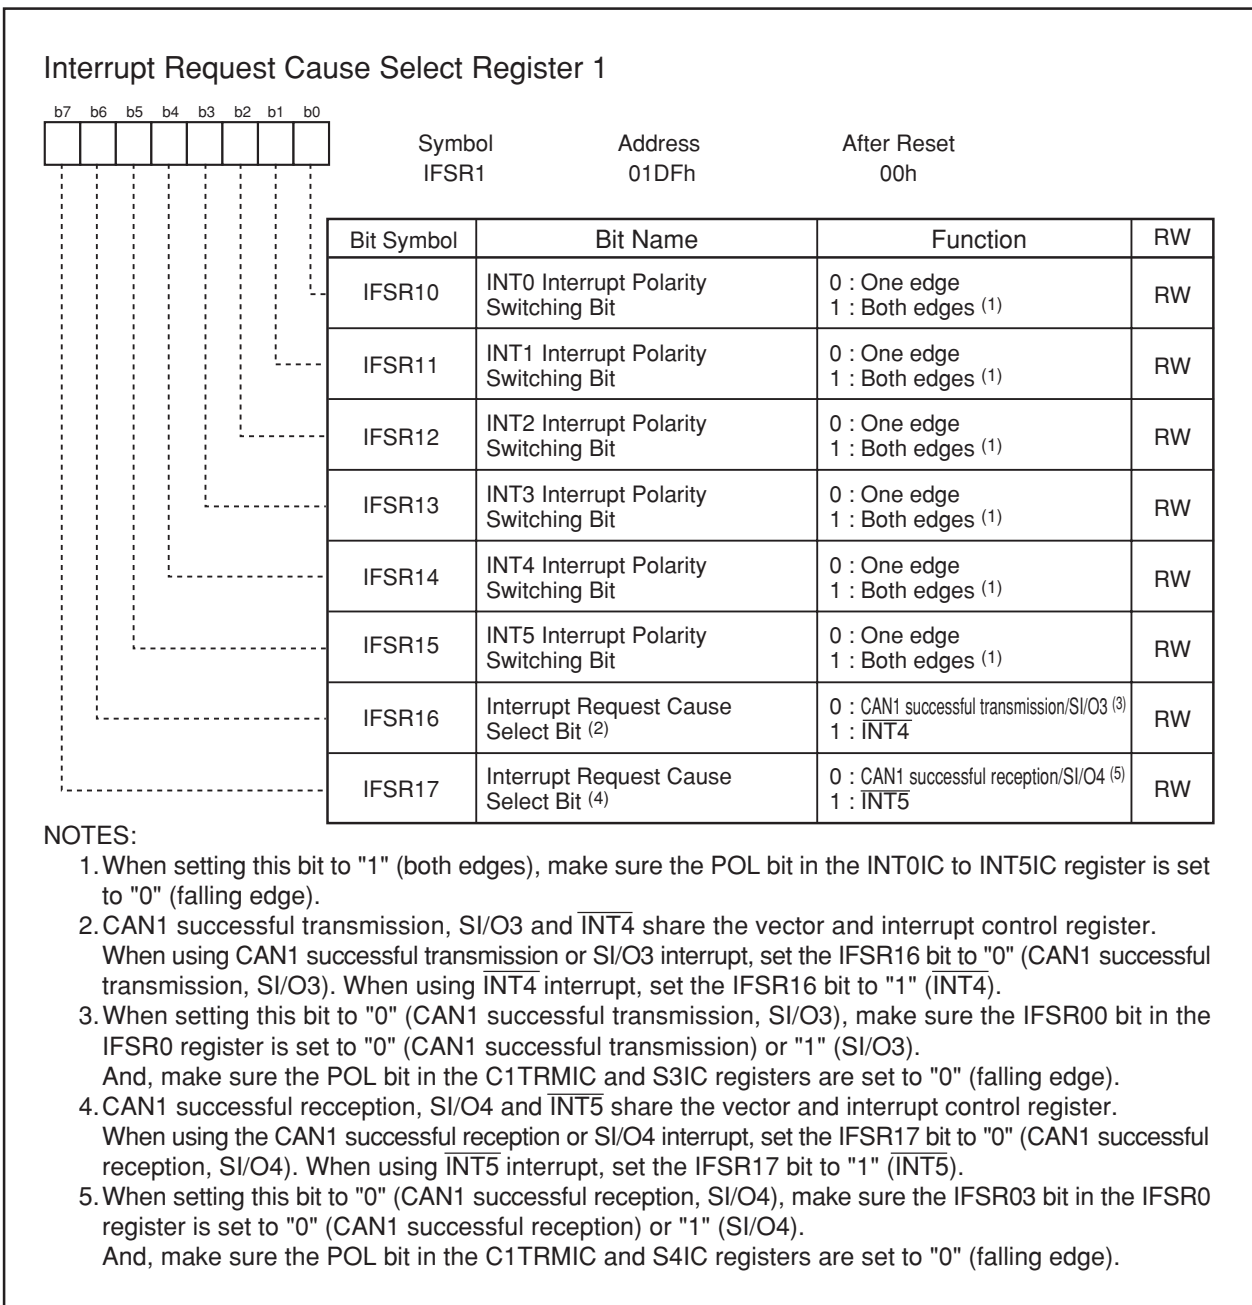 Interrupt Request Cause Select Register 1
b7 b6 b5 b4 b3 b2 b1 b0
Symbol Address After Reset
IFSR1 01DFh 00h
Bit Symbol Bit Name Function RW
IFSR10 INT0 Interrupt Polarity Switching Bit 0 : One edge 1 : Both edges (1) RW
IFSR11 INT1 Interrupt Polarity Switching Bit 0 : One edge 1 : Both edges (1) RW
IFSR12 INT2 Interrupt Polarity Switching Bit 0 : One edge 1 : Both edges (1) RW
IFSR13 INT3 Interrupt Polarity Switching Bit 0 : One edge 1 : Both edges (1) RW
IFSR14 INT4 Interrupt Polarity Switching Bit 0 : One edge 1 : Both edges (1) RW
IFSR15 INT5 Interrupt Polarity Switching Bit 0 : One edge 1 : Both edges (1) RW
IFSR16 Interrupt Request Cause Select Bit (2) 0 : CAN1 successful transmission/SI/O3 (3) 1 : INT4 RW
IFSR17 Interrupt Request Cause Select Bit (4) 0 : CAN1 successful reception/SI/O4 (5) 1 : INT5 RW
NOTES:
1. When setting this bit to "1" (both edges), make sure the POL bit in the INT0IC to INT5IC register is set
to "0" (falling edge).
2. CAN1 successful transmission, SI/O3 and INT4 share the vector and interrupt control register.
When using CAN1 successful transmission or SI/O3 interrupt, set the IFSR16 bit to "0" (CAN1 successful
transmission, SI/O3). When using INT4 interrupt, set the IFSR16 bit to "1" (INT4).
3. When setting this bit to "0" (CAN1 successful transmission, SI/O3), make sure the IFSR00 bit in the
IFSR0 register is set to "0" (CAN1 successful transmission) or "1" (SI/O3).
And, make sure the POL bit in the C1TRMIC and S3IC registers are set to "0" (falling edge).
4. CAN1 successful recception, SI/O4 and INT5 share the vector and interrupt control register.
When using the CAN1 successful reception or SI/O4 interrupt, set the IFSR17 bit to "0" (CAN1 successful
reception, SI/O4). When using INT5 interrupt, set the IFSR17 bit to "1" (INT5).
5. When setting this bit to "0" (CAN1 successful reception, SI/O4), make sure the IFSR03 bit in the IFSR0
register is set to "0" (CAN1 successful reception) or "1" (SI/O4).
And, make sure the POL bit in the C1TRMIC and S4IC registers are set to "0" (falling edge).